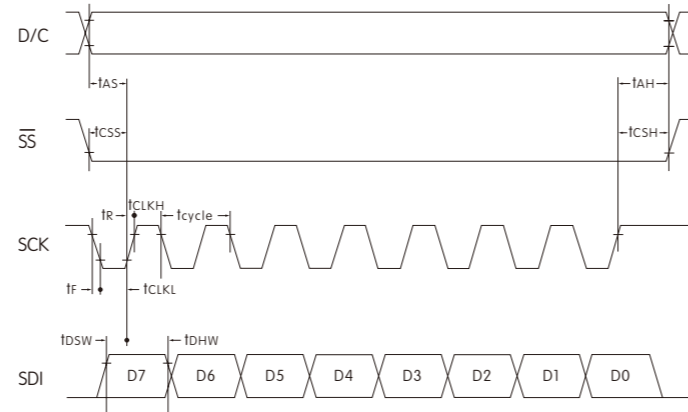 D/C
tAS
tAH
SS
tCSS
tCSH
tR
tCLKH
tcycle
SCK
tF
tCLKL
tDSW
tDHW
SDI
D7 D6 D5 D4 D3 D2 D1 D0